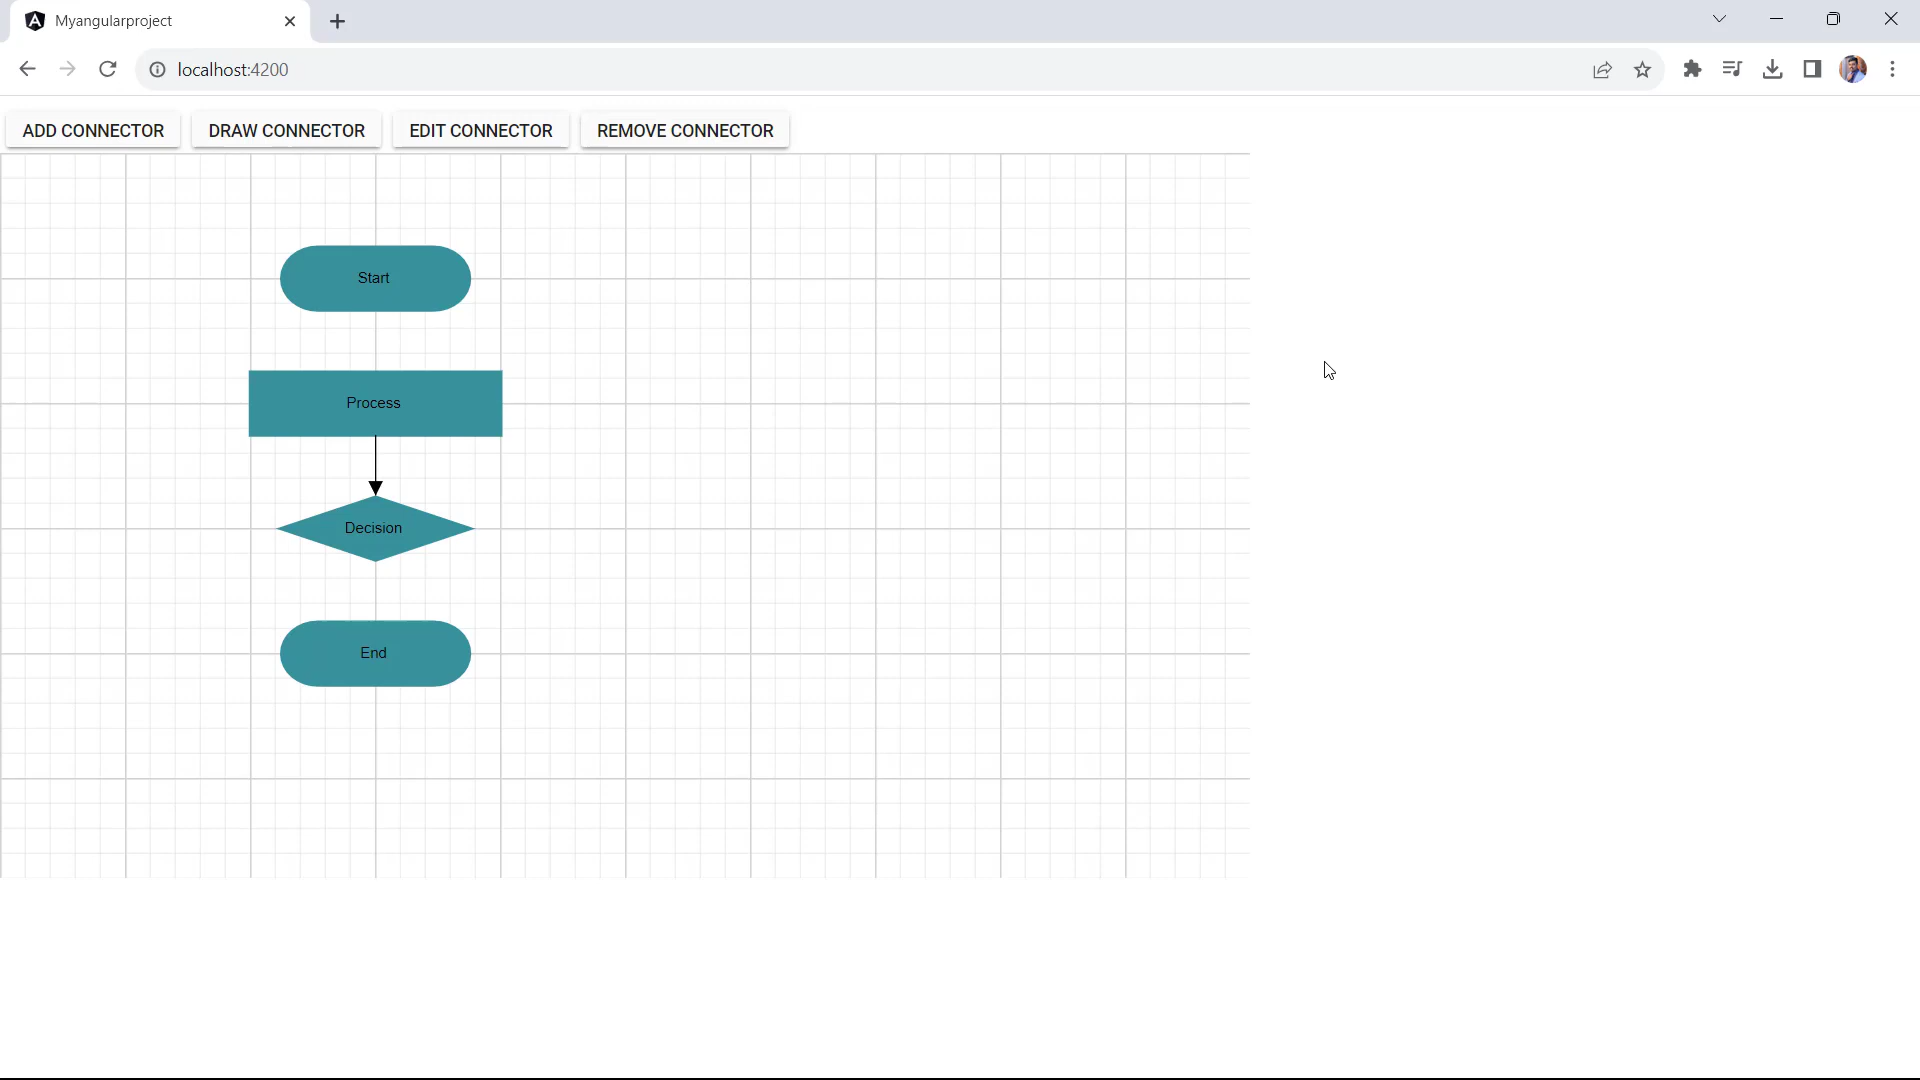 Myangularproject
localhost:4200
ADD CONNECTOR DRAW CONNECTOR EDIT CONNECTOR REMOVE CONNECTOR
Start
Process
Decision
End